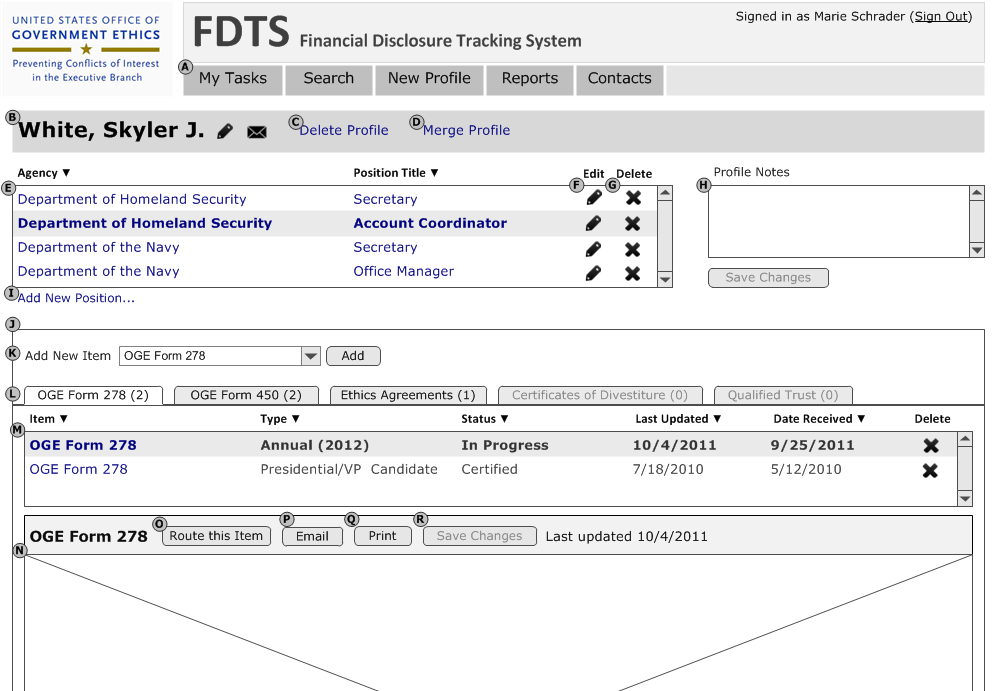 UNITED STATES OFFICE OF
GOVERNMENT ETHICS
Preventing Conflicts of Interest
in the Executive Branch
FDTS Financial Disclosure Tracking System
Signed in as Marie Schrader (Sign Out)
A My Tasks Search New Profile Reports Contacts
B White, Skyler J. C Delete Profile D Merge Profile
Agency ▼ Position Title ▼ Edit Delete Profile Notes
E F G H
Department of Homeland Security Secretary
Department of Homeland Security Account Coordinator
Department of the Navy Secretary
Department of the Navy Office Manager
Save Changes
I Add New Position...
J
K Add New Item OGE Form 278 Add
L OGE Form 278 (2) OGE Form 450 (2) Ethics Agreements (1) Certificates of Divestiture (0) Qualified Trust (0)
Item ▼ Type ▼ Status ▼ Last Updated ▼ Date Received ▼ Delete
M
OGE Form 278 Annual (2012) In Progress 10/4/2011 9/25/2011
OGE Form 278 Presidential/VP Candidate Certified 7/18/2010 5/12/2010
O P Q R
OGE Form 278 Route this Item Email Print Save Changes Last updated 10/4/2011
N